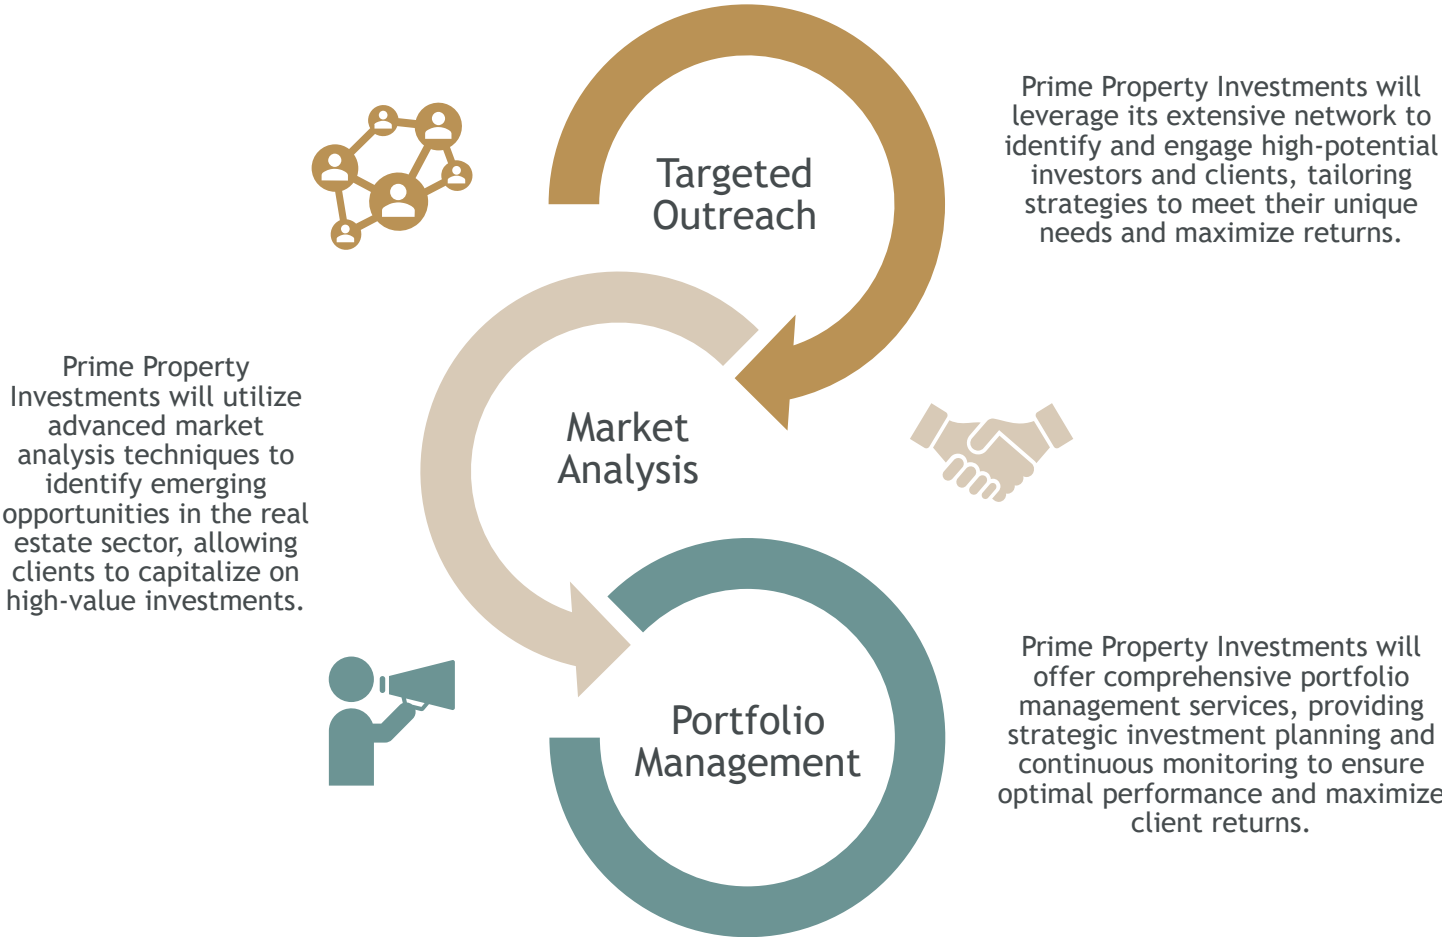 Targeted
Outreach
Prime Property Investments will
leverage its extensive network to
identify and engage high-potential
investors and clients, tailoring
strategies to meet their unique
needs and maximize returns.
Prime Property
Investments will utilize
advanced market
analysis techniques to
identify emerging
opportunities in the real
estate sector, allowing
clients to capitalize on
high-value investments.
Market
Analysis
Portfolio
Management
Prime Property Investments will
offer comprehensive portfolio
management services, providing
strategic investment planning and
continuous monitoring to ensure
optimal performance and maximize
client returns.